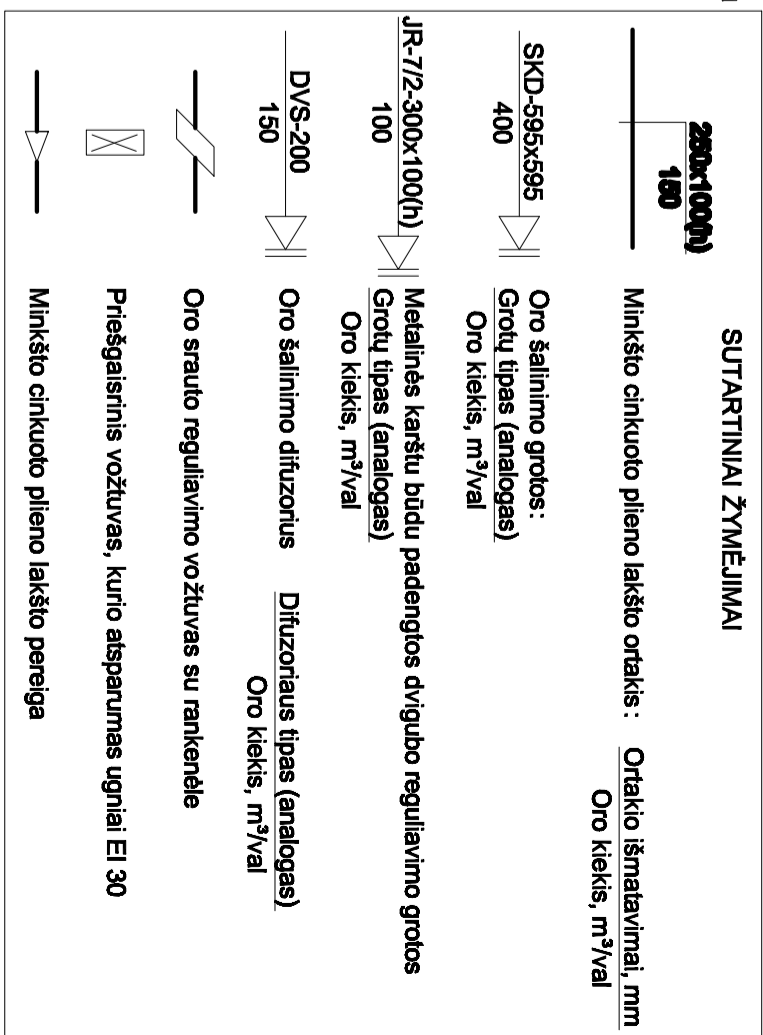 SUTARTINIAI ŽYMĖJIMAI
250x100(h)
150
Minkšto cinkuoto plieno lakšto ortakis :
Ortakio išmatavimai, mm
Oro kiekis, m³/val
SKD-595x595
400
Oro šalinimo grotos :
Grotų tipas (analogas)
Oro kiekis, m³/val
JR-7/2-300x100(h)
100
Metalinės karštu būdu padengtos dvigubo reguliavimo grotos
Grotų tipas (analogas)
Oro kiekis, m³/val
DVS-200
150
Oro šalinimo difuzorius
Difuzoriaus tipas (analogas)
Oro kiekis, m³/val
Oro srauto reguliavimo vožtuvas su rankenėle
Priešgaisrinis vožtuvas, kurio atsparumas ugniai EI 30
Minkšto cinkuoto plieno lakšto pereiga